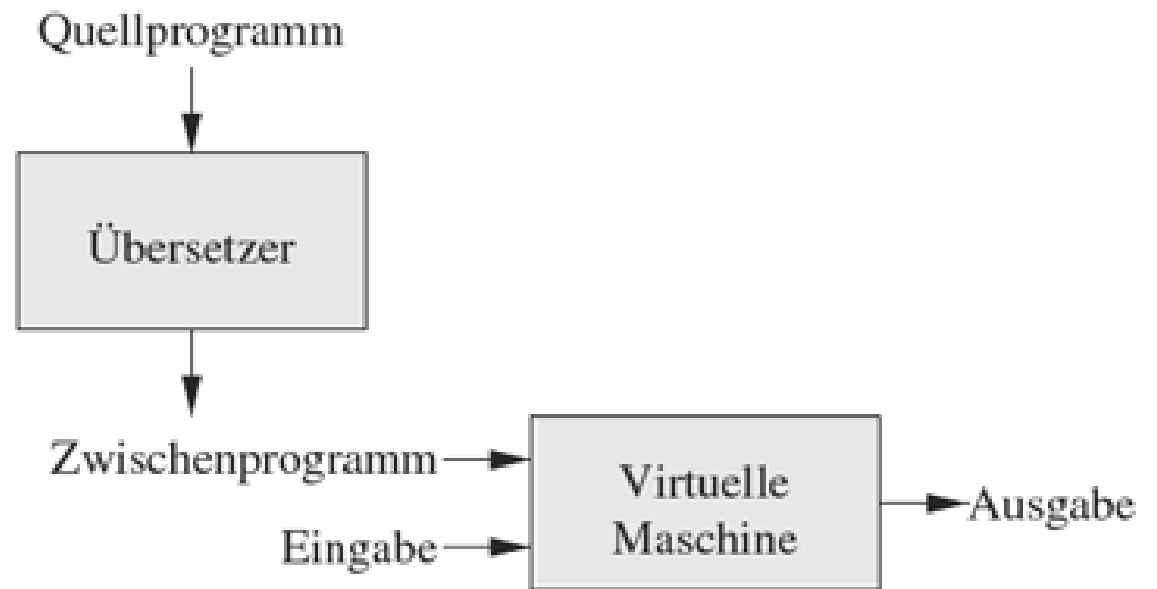 Quellprogramm
Übersetzer
Zwischenprogramm
Eingabe
Virtuelle
Maschine
Ausgabe